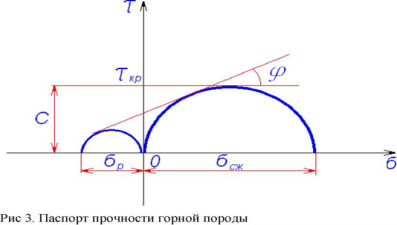 τ
τкр
φ
C
бр
0
бсж
б
Рис 3. Паспорт прочности горной породы